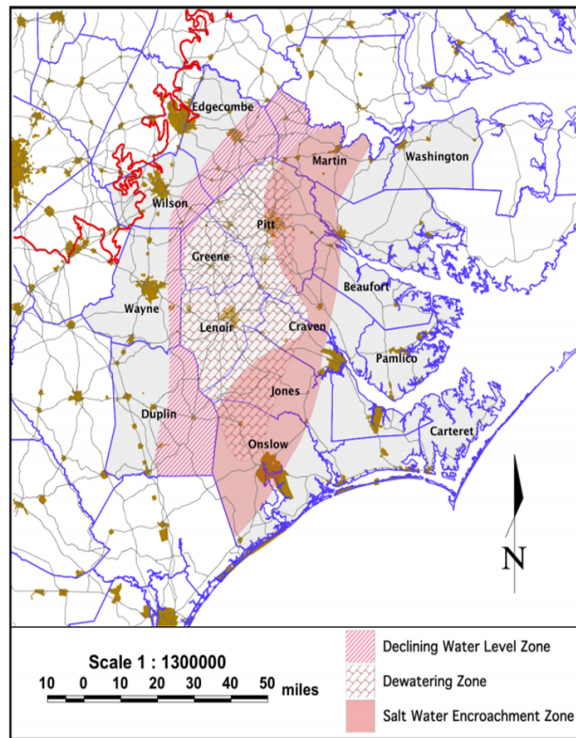 Edgecombe
Martin
Washington
Wilson
Pitt
Greene
Beaufort
Wayne
Lenoir
Craven
Pamlico
Jones
Duplin
Carteret
Onslow
N
Scale 1 : 1300000
10 0 10 20 30 40 50 miles
Declining Water Level Zone
Dewatering Zone
Salt Water Encroachment Zone